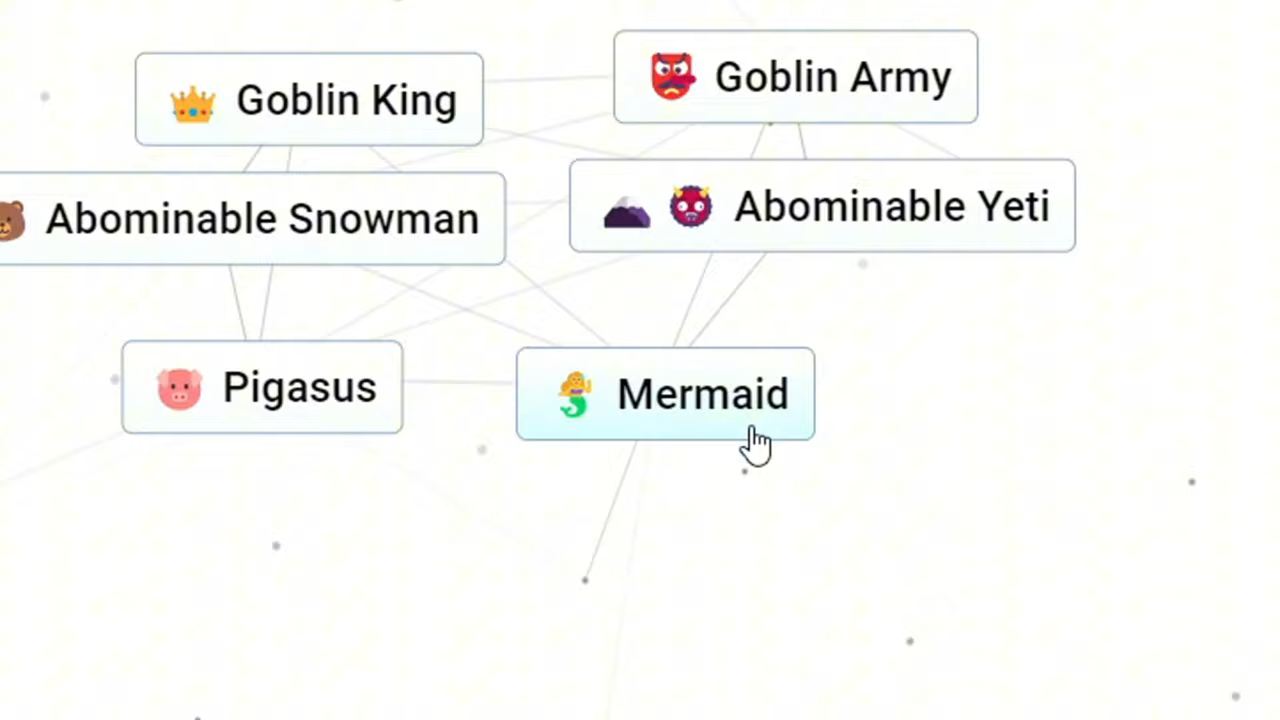 Goblin King
Goblin Army
Abominable Snowman
Abominable Yeti
Pigasus
Mermaid